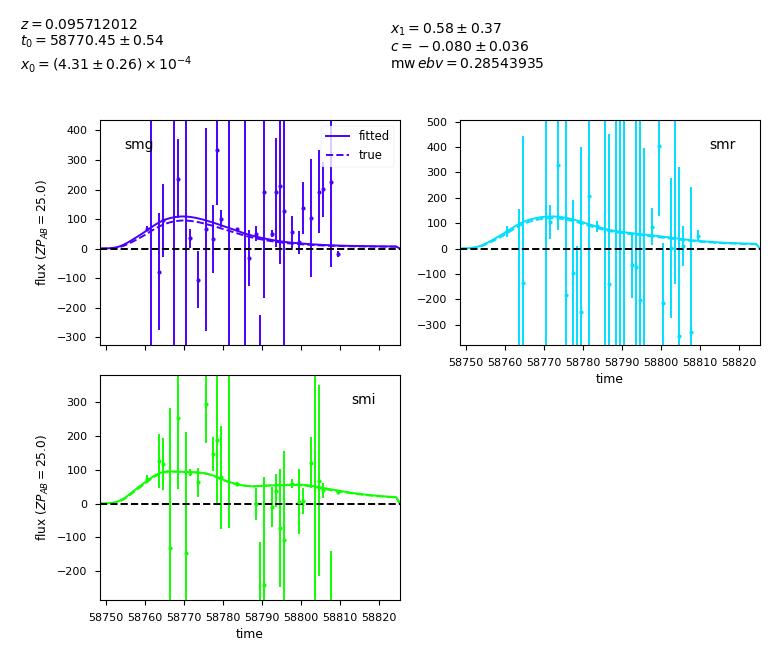 z = 0.095712012
t₀ = 58770.45 ± 0.54
x₀ = (4.31 ± 0.26) × 10⁻⁴
x₁ = 0.58 ± 0.37
c = −0.080 ± 0.036
mw ebv = 0.28543935
400
300
200
100
0
−100
−200
−300
flux (ZP_AB = 25.0)
smg
fitted
true
500
400
300
200
100
0
−100
−200
−300
smr
58750 58760 58770 58780 58790 58800 58810 58820
time
300
200
100
0
−100
−200
flux (ZP_AB = 25.0)
smi
58750 58760 58770 58780 58790 58800 58810 58820
time